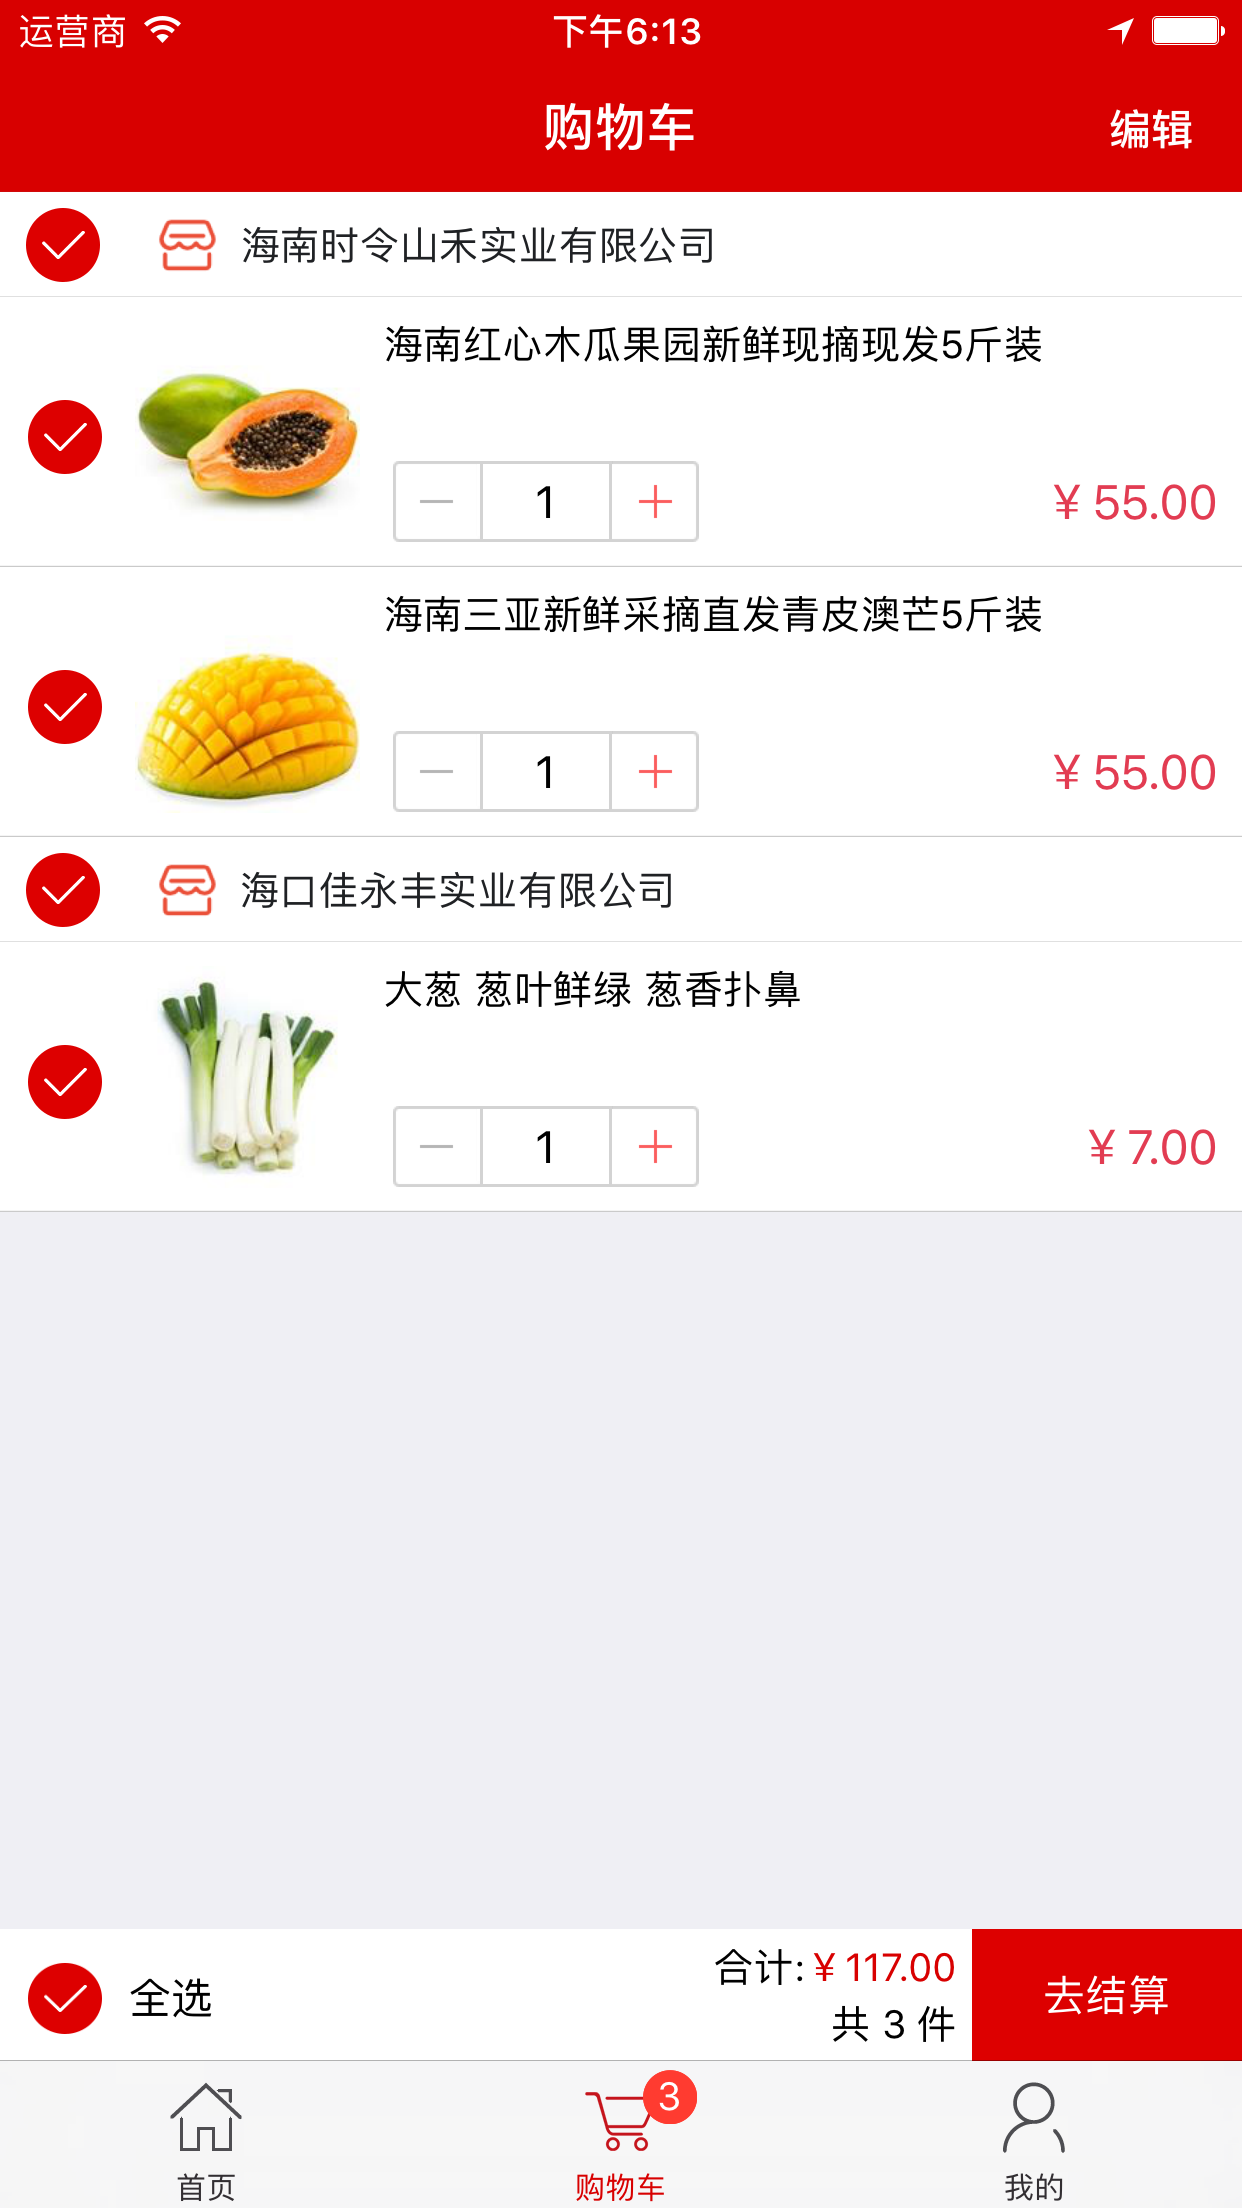 运营商
下午6:13
购物车
编辑
海南时令山禾实业有限公司
海南红心木瓜果园新鲜现摘现发5斤装
1
¥ 55.00
海南三亚新鲜采摘直发青皮澳芒5斤装
1
¥ 55.00
海口佳永丰实业有限公司
大葱 葱叶鲜绿 葱香扑鼻
1
¥ 7.00
全选
合计: ¥ 117.00
共 3 件
去结算
3
首页
购物车
我的